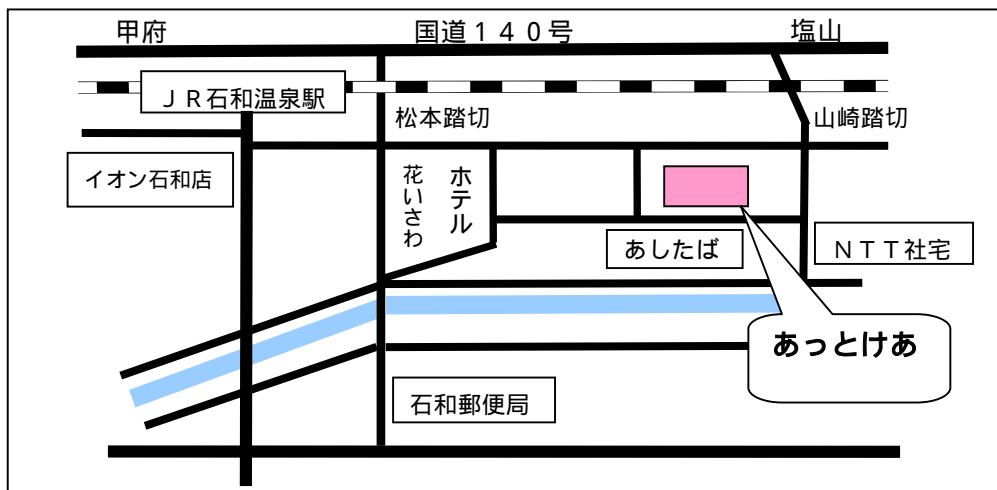 甲府
国道１４０号
塩山
ＪＲ石和温泉駅
松本踏切
山崎踏切
イオン石和店
ホテル
花いさわ
あしたば
ＮＴＴ社宅
あっとけあ
石和郵便局